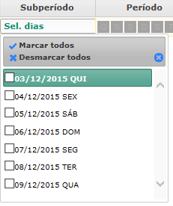 Subperíodo Período
Sel. dias
Marcar todos
Desmarcar todos
03/12/2015 QUI
04/12/2015 SEX
05/12/2015 SÁB
06/12/2015 DOM
07/12/2015 SEG
08/12/2015 TER
09/12/2015 QUA